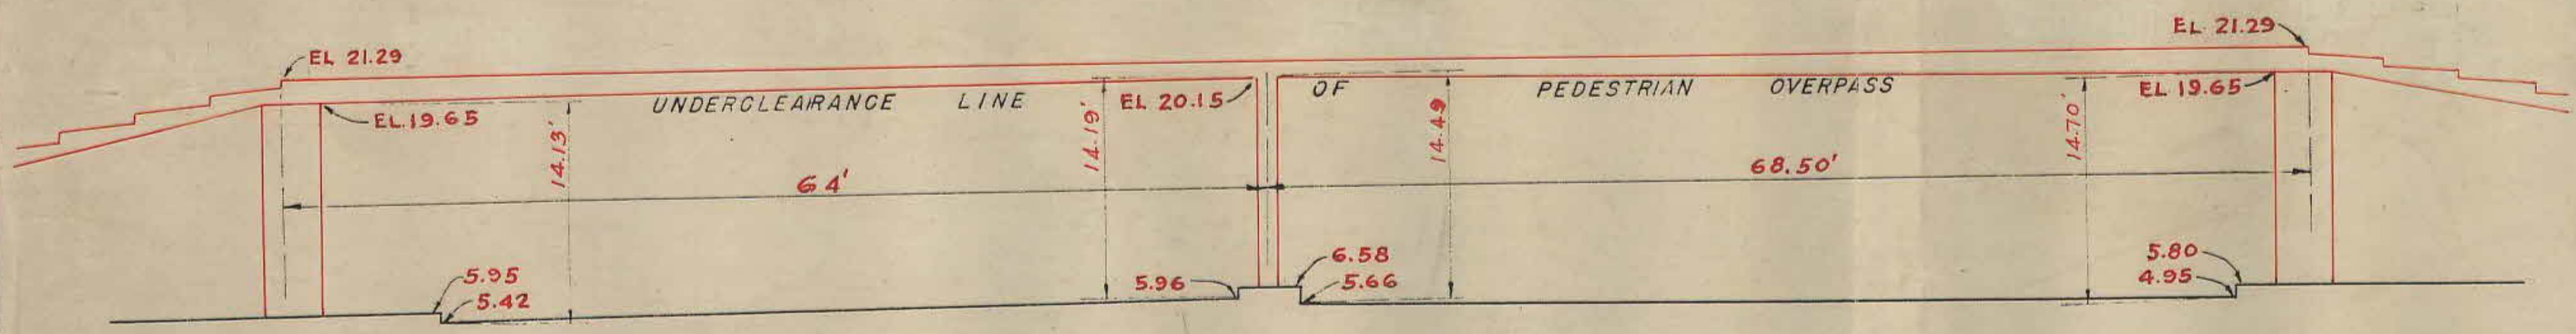 EL 21.29
EL 21.29
UNDERCLEARANCE LINE OF PEDESTRIAN OVERPASS
EL.19.65
EL 20.15
EL 19.65
14.13'
14.19'
14.49
14.70'
64'
68.50'
5.95
5.42
5.96
6.58
5.66
5.80
4.95